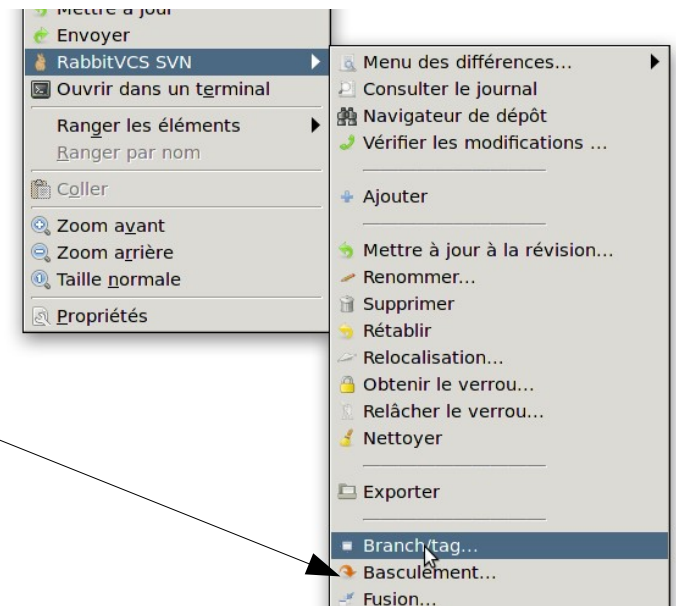 Mettre à jour
Envoyer
RabbitVCS SVN
Ouvrir dans un terminal
Ranger les éléments
Ranger par nom
Coller
Zoom avant
Zoom arrière
Taille normale
Propriétés
Menu des différences...
Consulter le journal
Navigateur de dépôt
Vérifier les modifications ...
Ajouter
Mettre à jour à la révision...
Renommer...
Supprimer
Rétablir
Relocalisation...
Obtenir le verrou...
Relâcher le verrou...
Nettoyer
Exporter
Branch/tag...
Basculement...
Fusion...